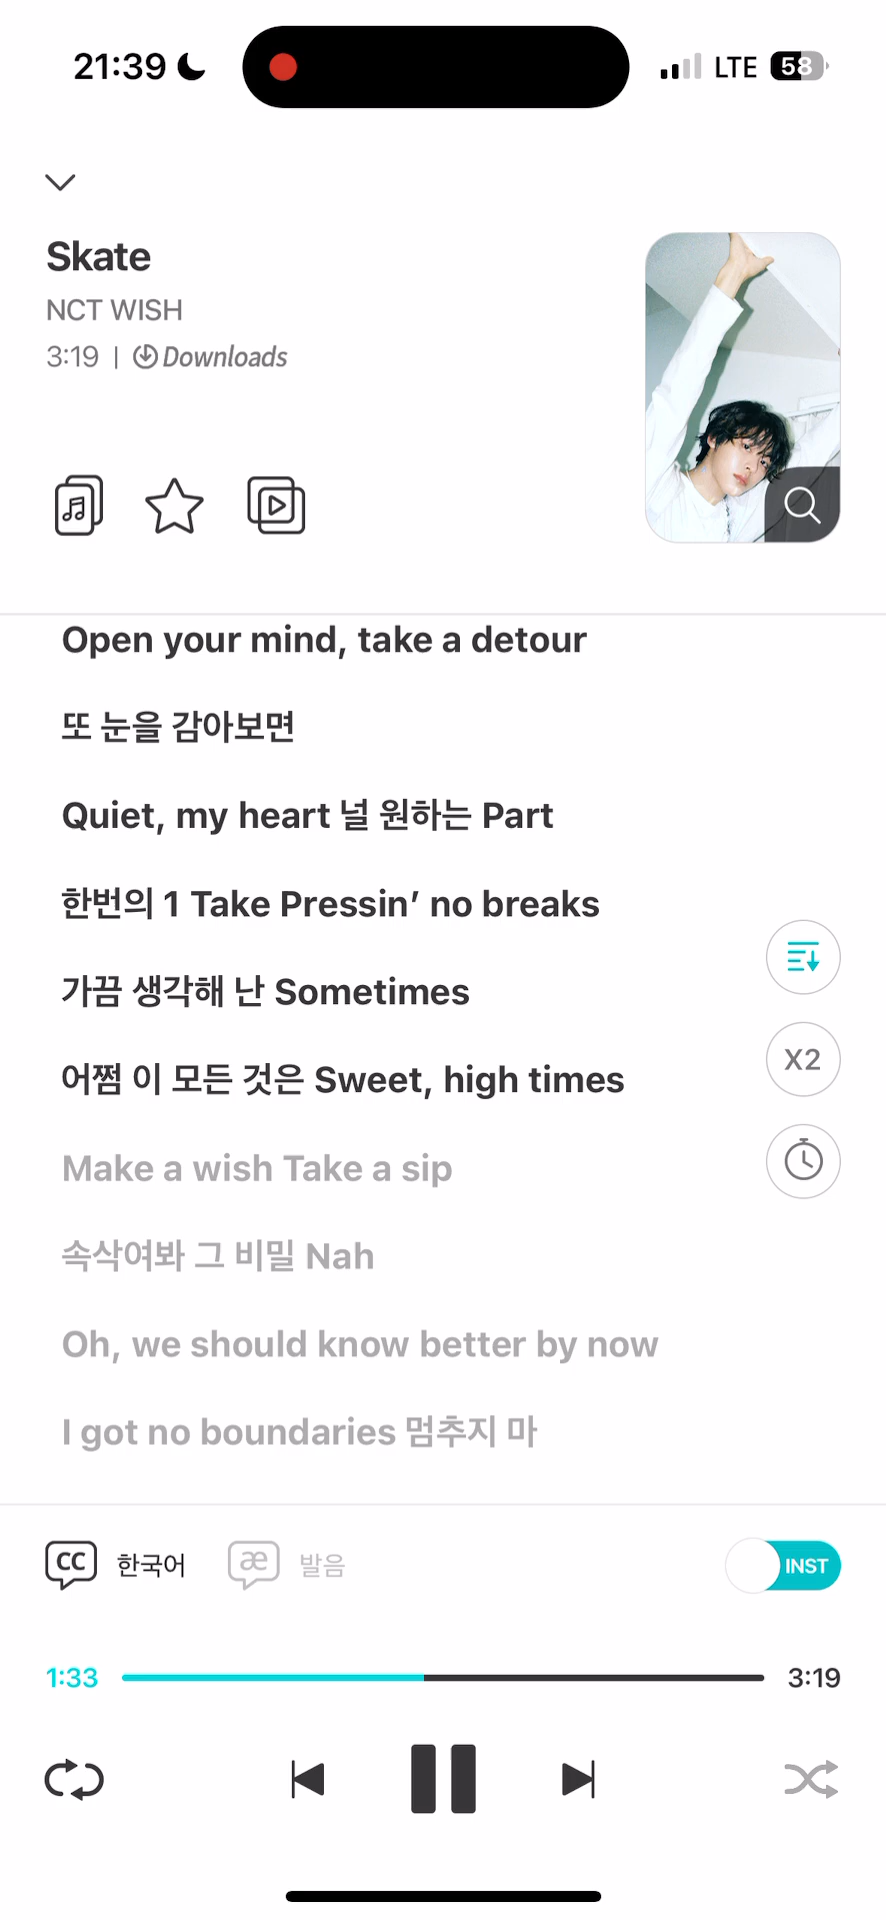 21:39
LTE 58
Skate
NCT WISH
3:19 | Downloads
Open your mind, take a detour
또 눈을 감아보면
Quiet, my heart 널 원하는 Part
한번의 1 Take Pressin’ no breaks
가끔 생각해 난 Sometimes
어쩜 이 모든 것은 Sweet, high times
X2
Make a wish Take a sip
속삭여봐 그 비밀 Nah
Oh, we should know better by now
I got no boundaries 멈추지 마
CC 한국어 æ 발음 INST
1:33 3:19